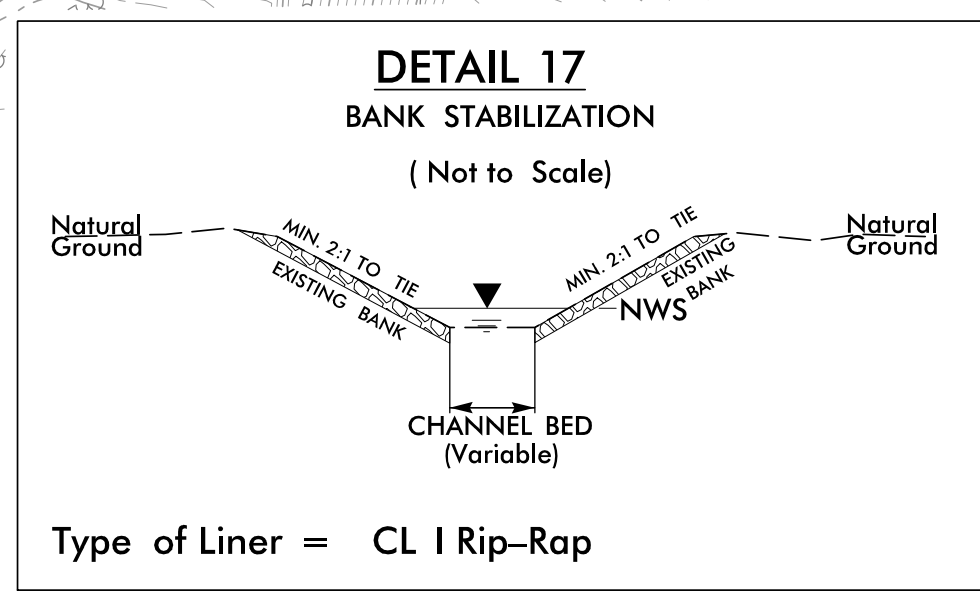 DETAIL 17
BANK STABILIZATION
( Not to Scale)
Natural
Ground
MIN. 2:1 TO TIE
EXISTING BANK
MIN. 2:1 TO TIE
EXISTING
BANK
Natural
Ground
NWS
CHANNEL BED
(Variable)
Type of Liner = CL I Rip-Rap